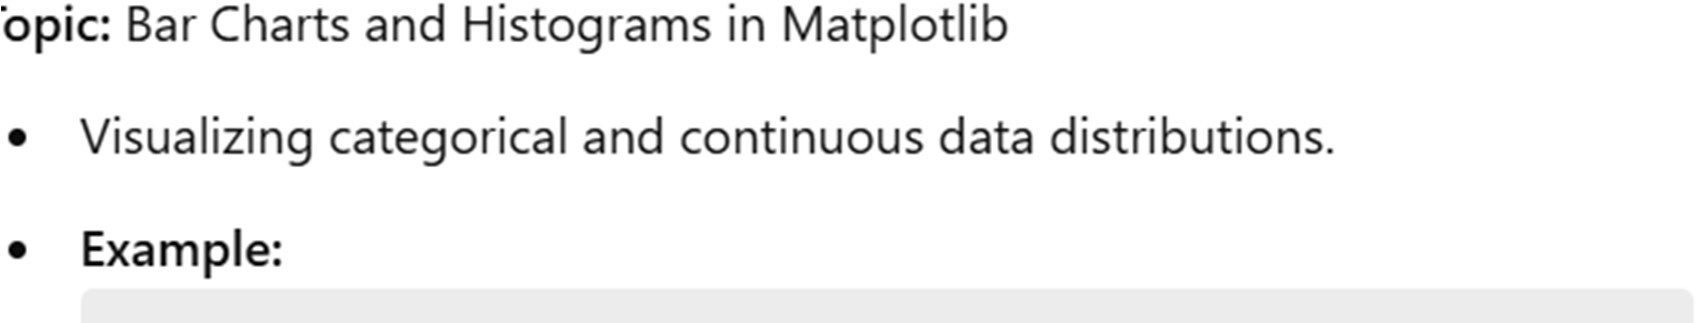 opic: Bar Charts and Histograms in Matplotlib
• Visualizing categorical and continuous data distributions.
• Example: